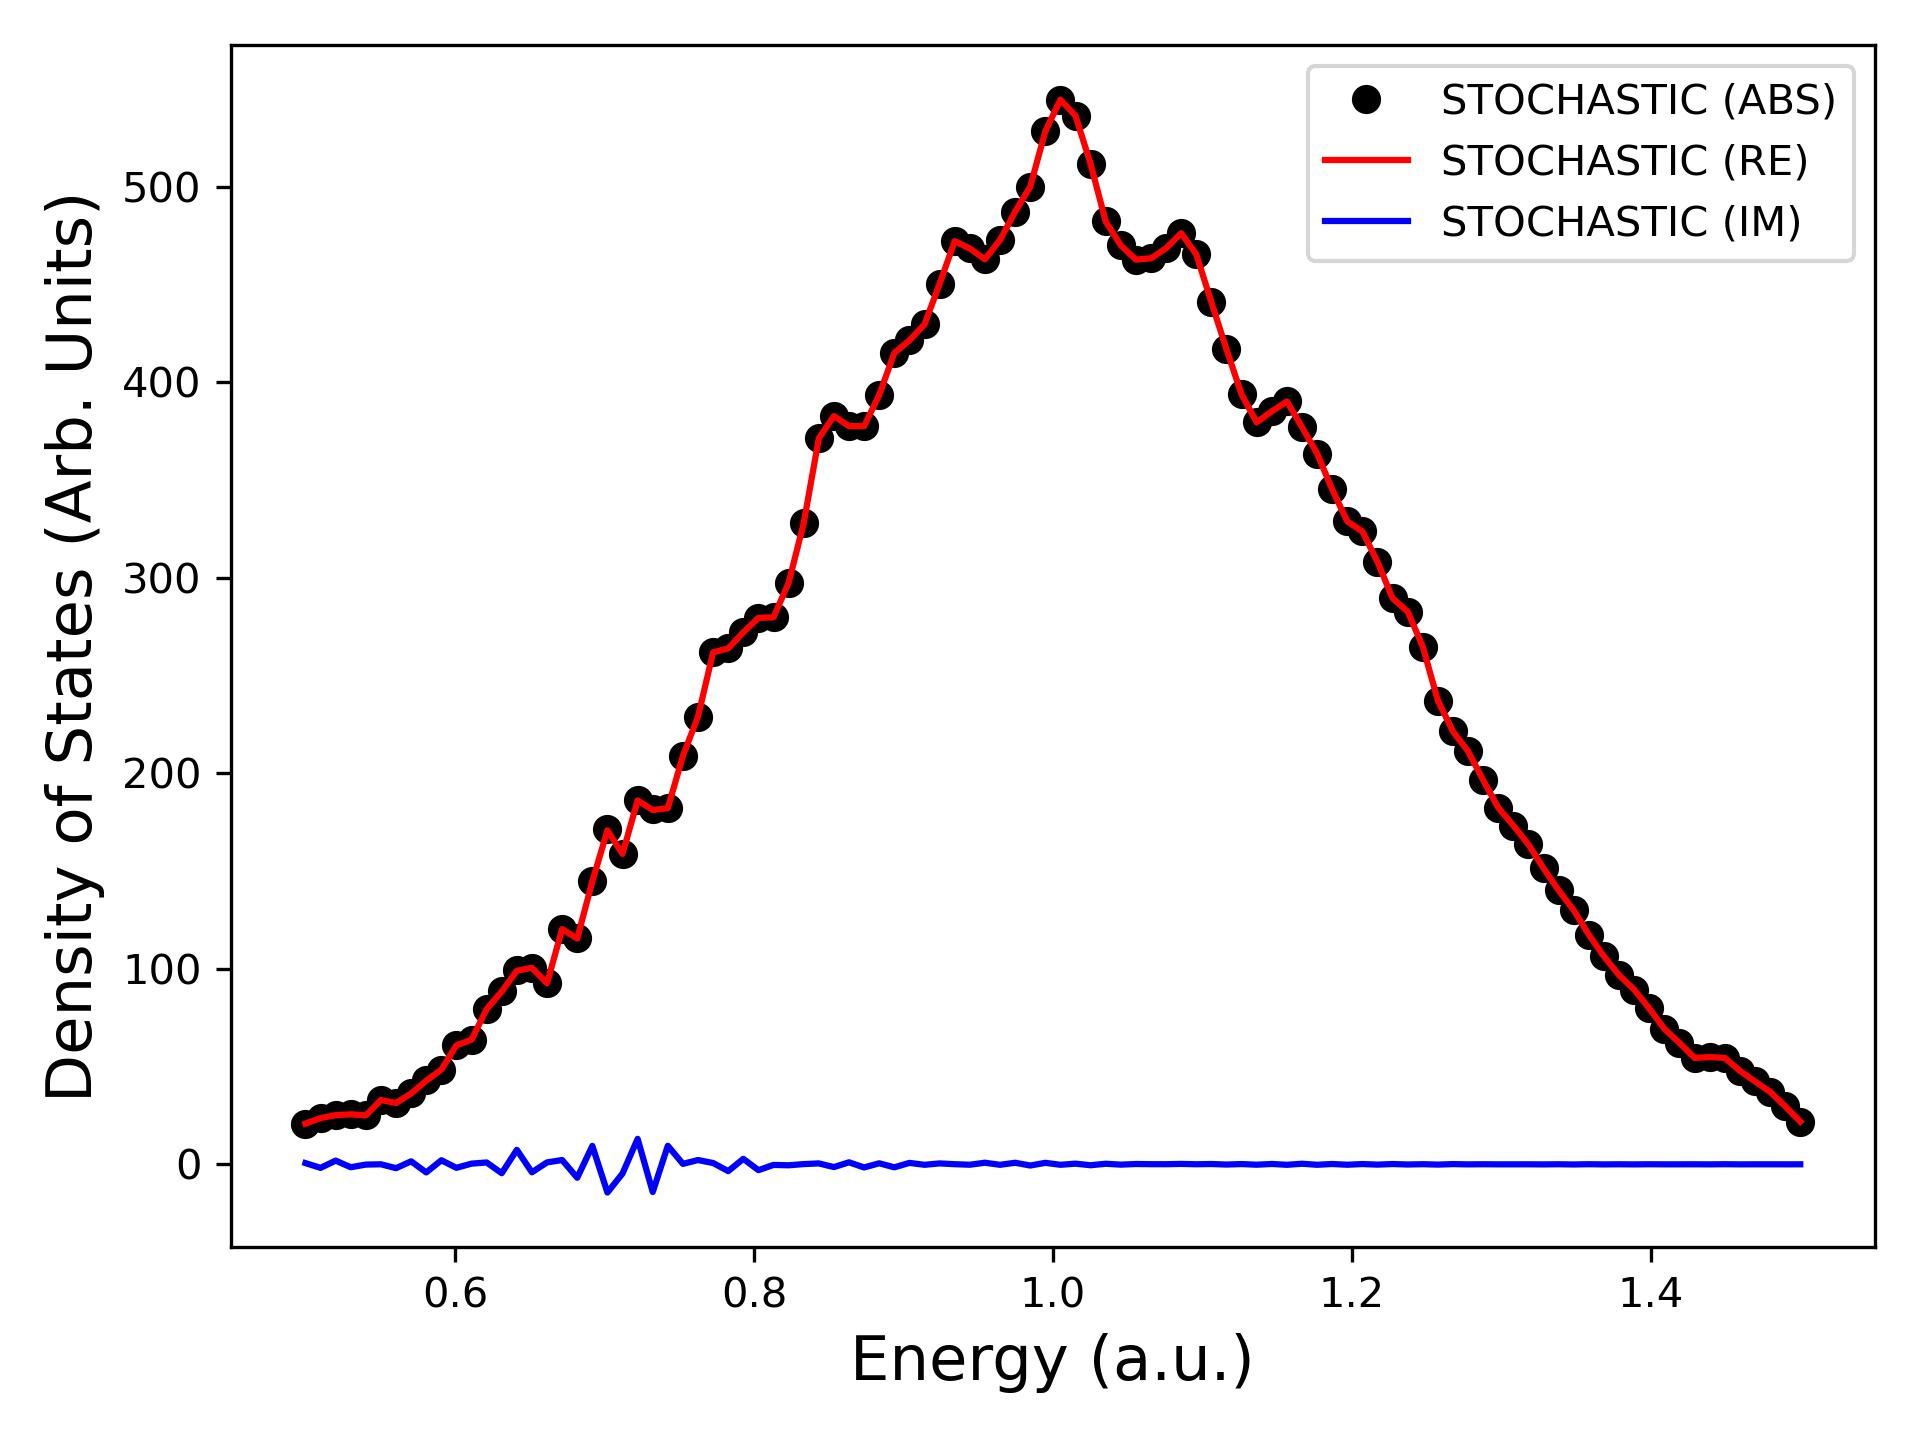 STOCHASTIC (ABS)
STOCHASTIC (RE)
STOCHASTIC (IM)
Density of States (Arb. Units)
500
400
300
200
100
0
0.6 0.8 1.0 1.2 1.4
Energy (a.u.)